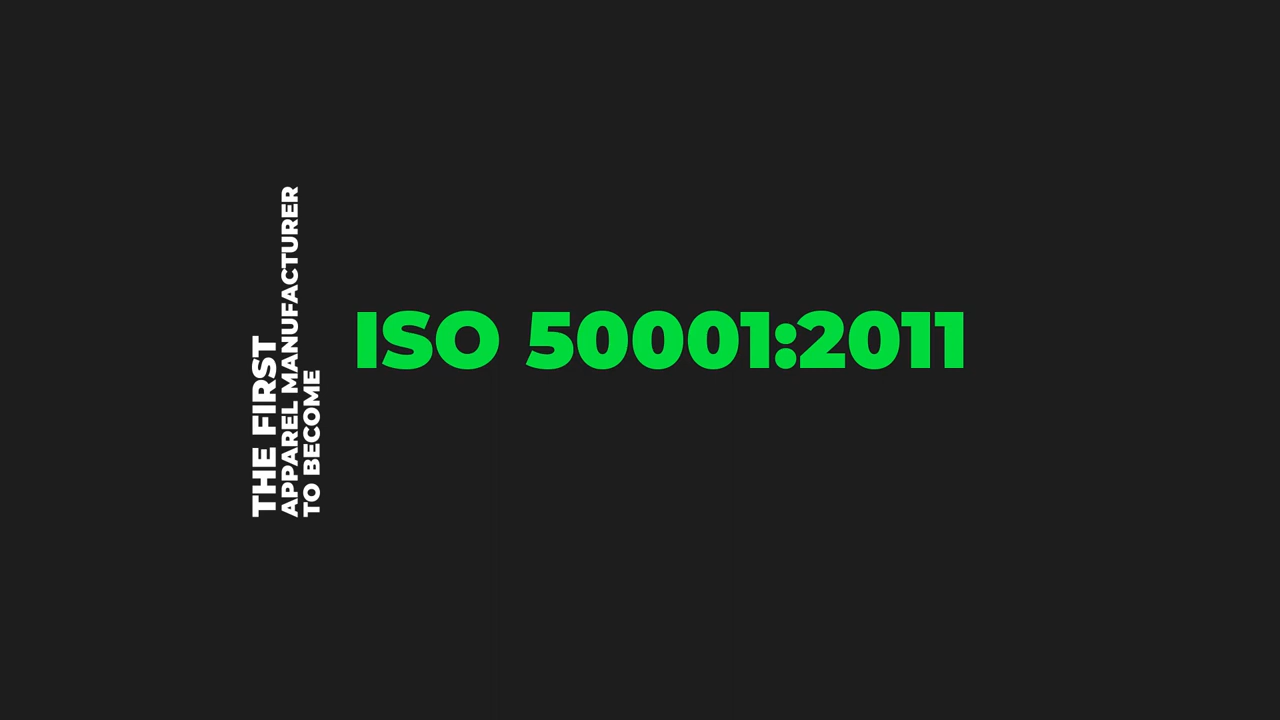 THE FIRST
APPAREL MANUFACTURER
TO BECOME
ISO 50001:2011